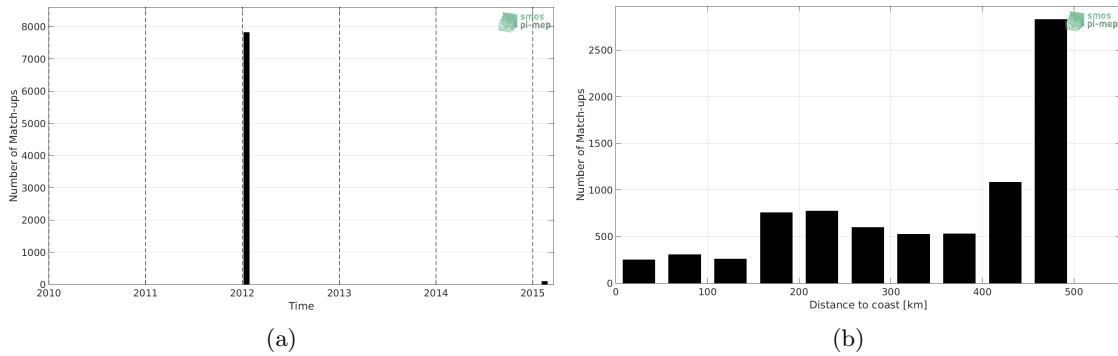 smos
pi-mep
8000
7000
6000
5000
4000
3000
2000
1000
0
Number of Match-ups
2010 2011 2012 2013 2014 2015
Time
(a)
smos
pi-mep
2500
2000
1500
1000
500
0
Number of Match-ups
0 100 200 300 400 500
Distance to coast [km]
(b)